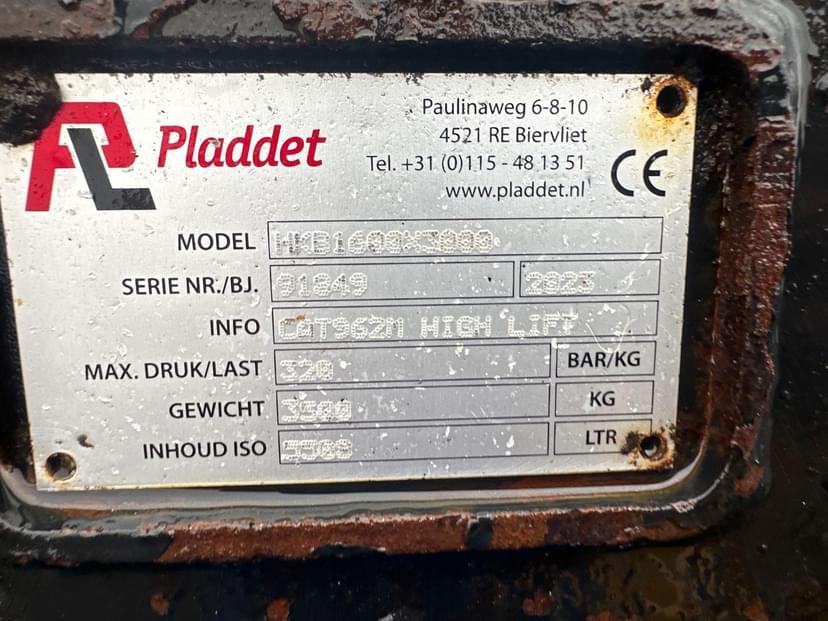 Pladdet
Paulinaweg 6-8-10
4521 RE Biervliet
Tel. +31 (0)115 - 48 13 51
www.pladdet.nl
CE
MODEL HKB1600X3000
SERIE NR./BJ. 91849 2023
INFO CAT962M HIGH LIFT
MAX. DRUK/LAST 320 BAR/KG
GEWICHT 3500 KG
INHOUD ISO LTR